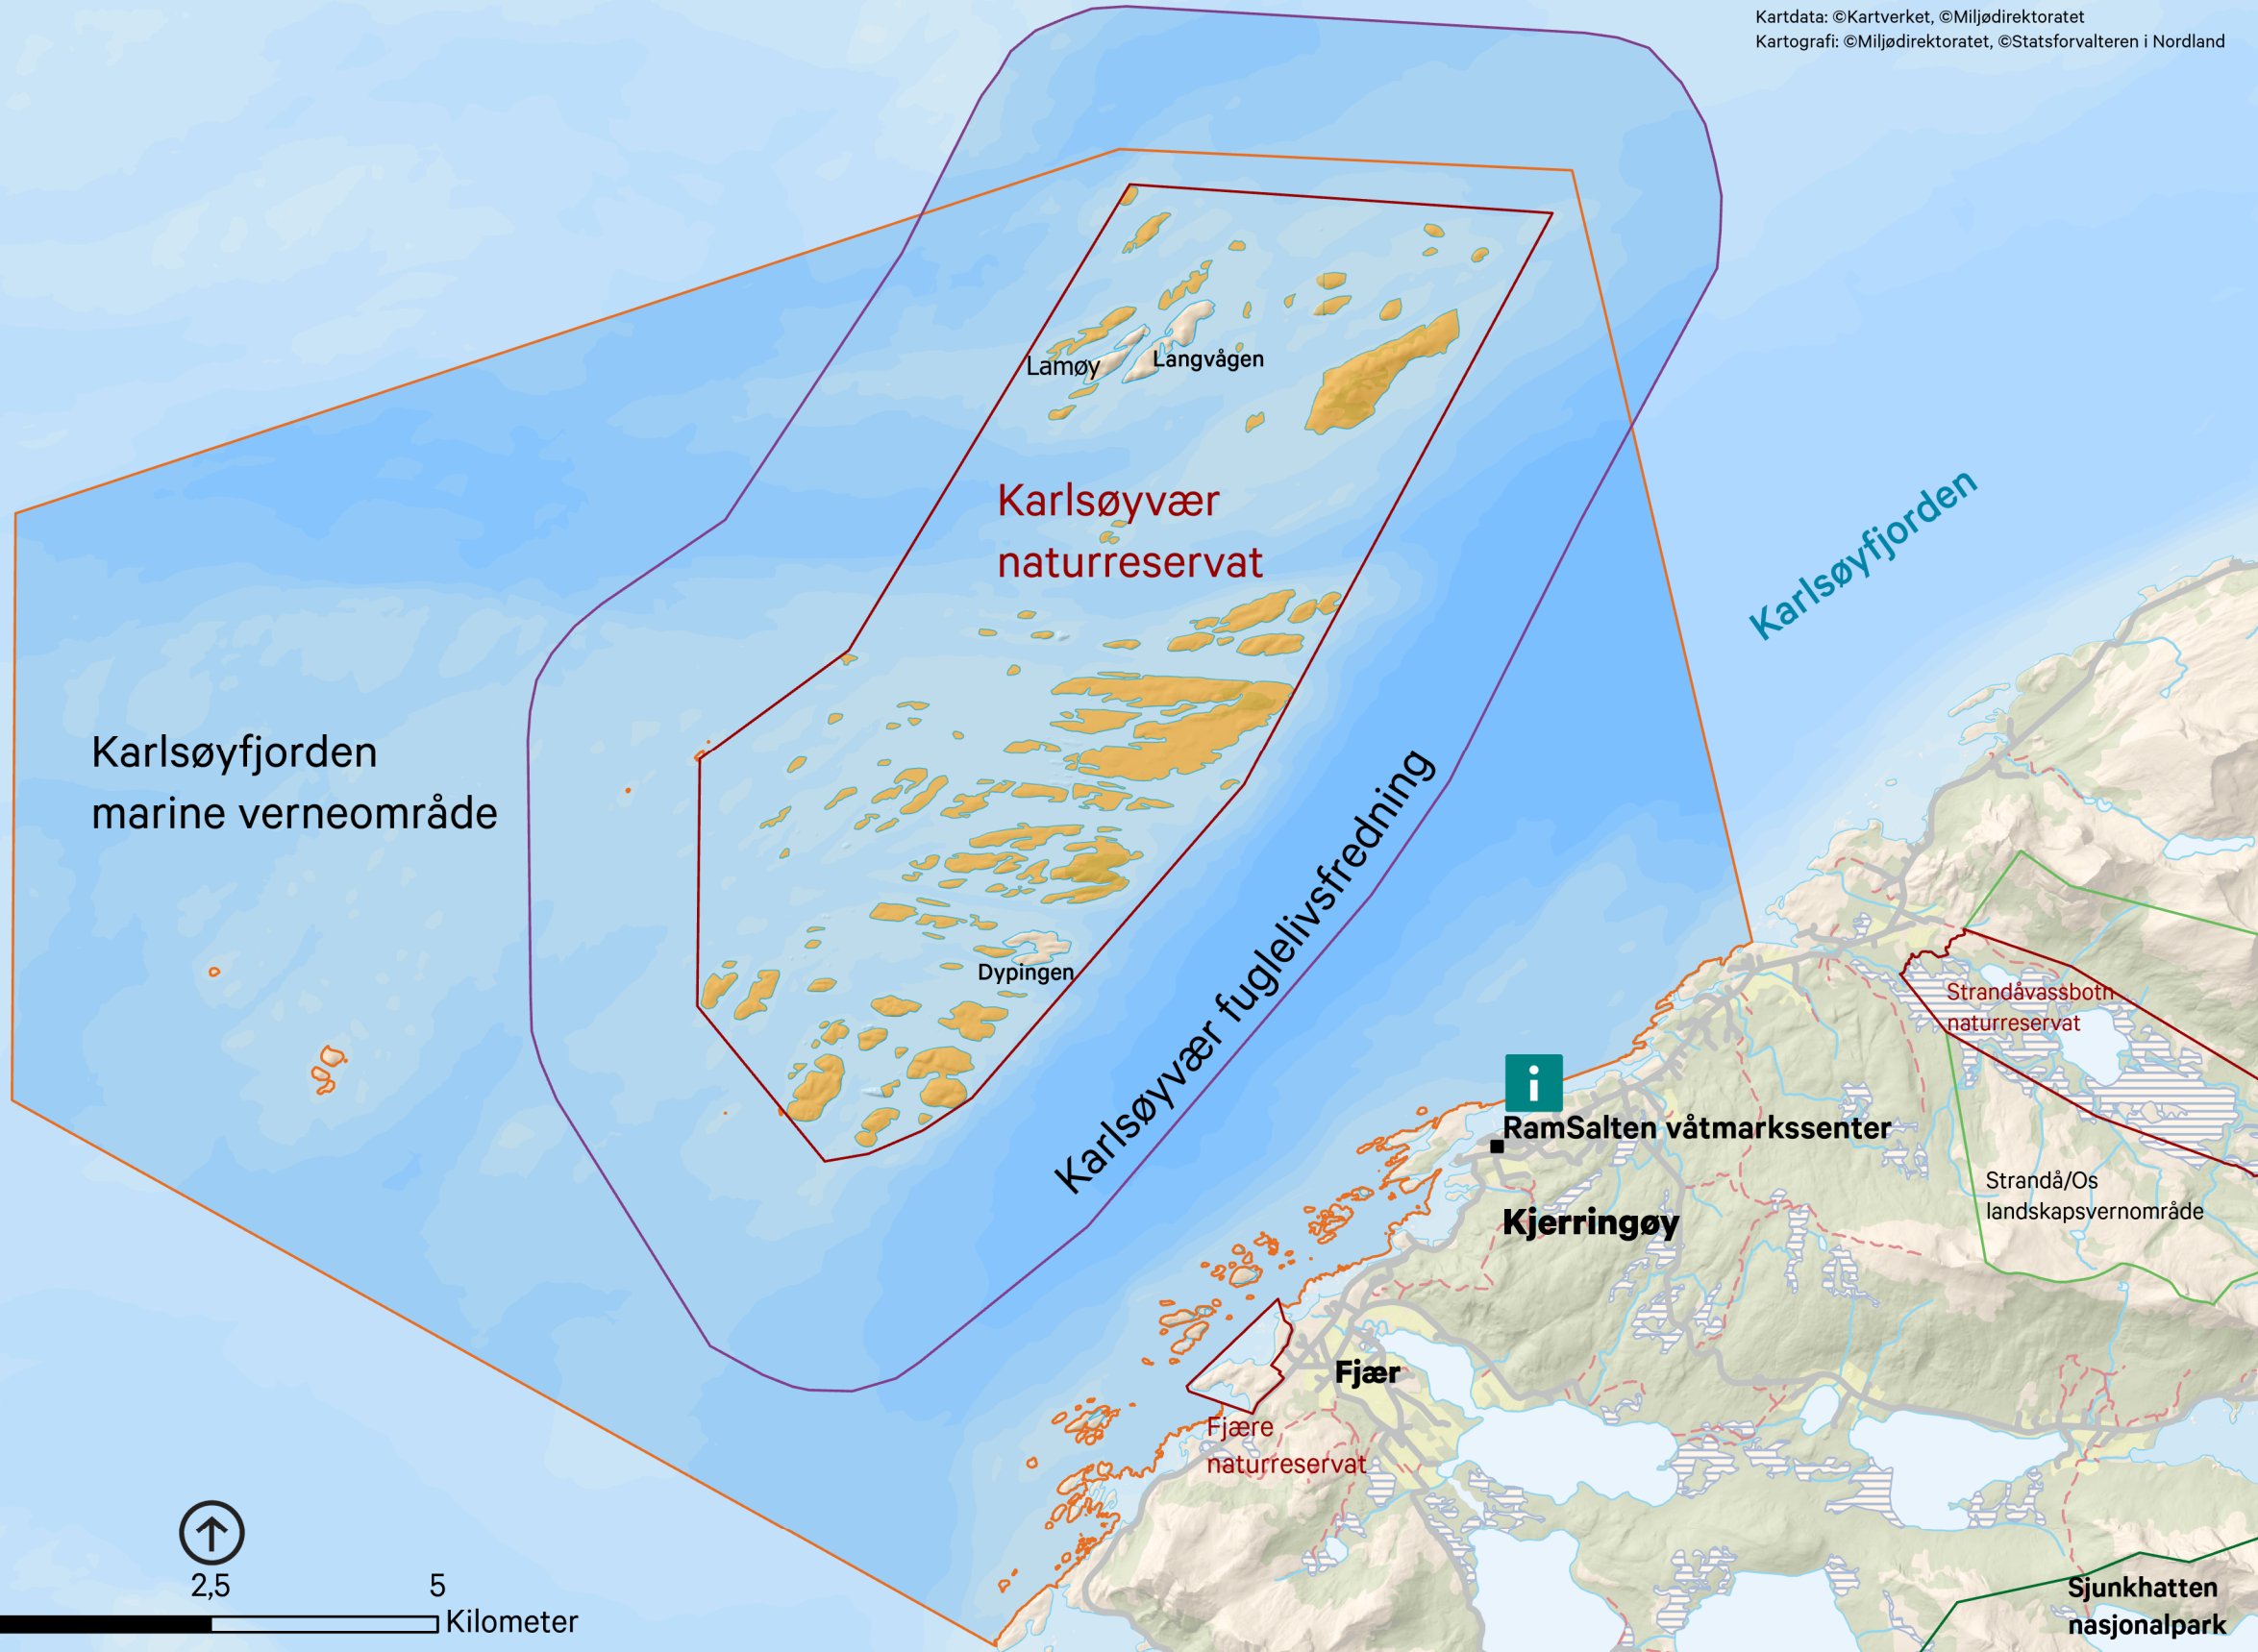 Kartdata: ©Kartverket, ©Miljødirektoratet
Kartografi: ©Miljødirektoratet, ©Statsforvalteren i Nordland
Lamøy
Langvågen
Karlsøyvær
naturreservat
Karlsøyfjorden
Karlsøyfjorden
marine verneområde
Karlsøyvær fuglelivsfredning
Dypingen
Strandåvassbotn
naturreservat
i
RamSalten våtmarkssenter
Strandå/Os
landskapsvernområde
Kjerringøy
Fjær
Fjære
naturreservat
2,5
5
Kilometer
Sjunkhatten
nasjonalpark